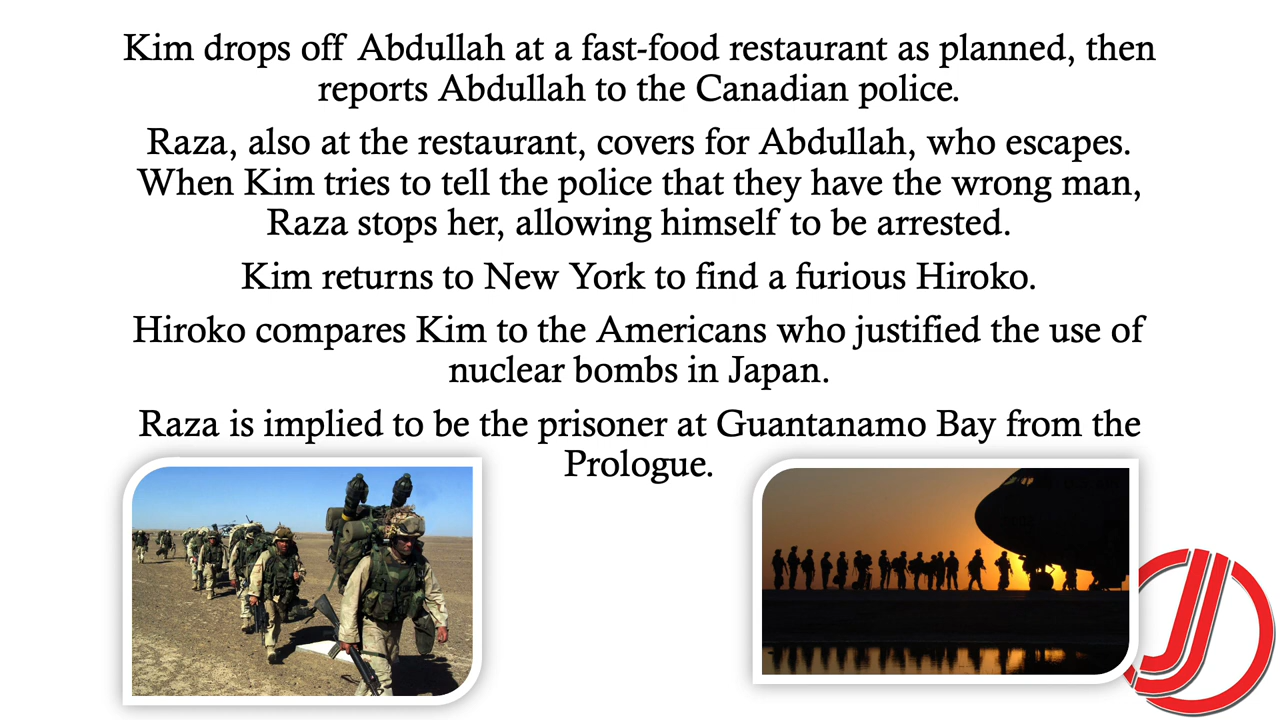 Kim drops off Abdullah at a fast-food restaurant as planned, then
reports Abdullah to the Canadian police.
Raza, also at the restaurant, covers for Abdullah, who escapes.
When Kim tries to tell the police that they have the wrong man,
Raza stops her, allowing himself to be arrested.
Kim returns to New York to find a furious Hiroko.
Hiroko compares Kim to the Americans who justified the use of
nuclear bombs in Japan.
Raza is implied to be the prisoner at Guantanamo Bay from the
Prologue.